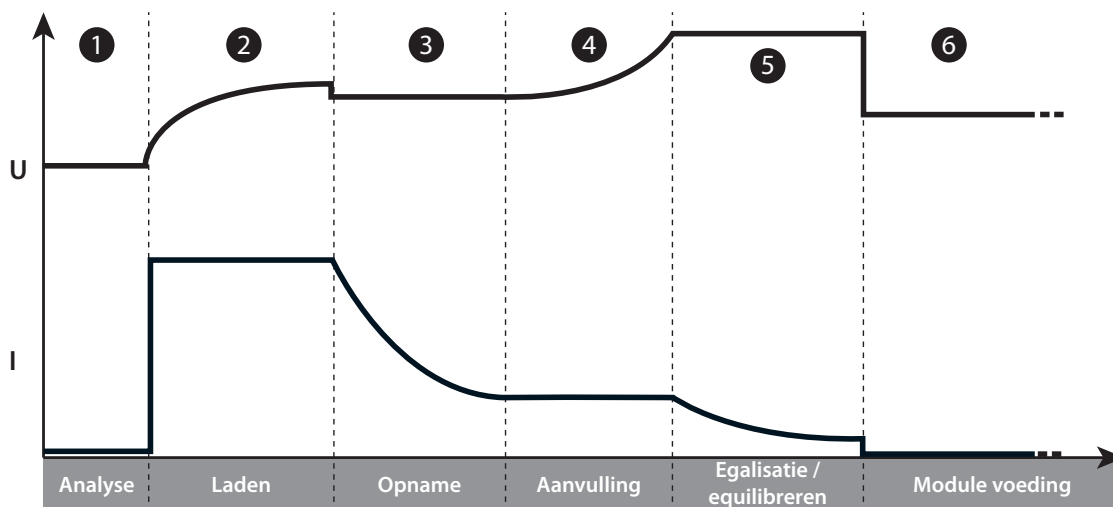 1
2
3
4
5
6
U
I
Analyse
Laden
Opname
Aanvulling
Egalisatie /
equilibreren
Module voeding